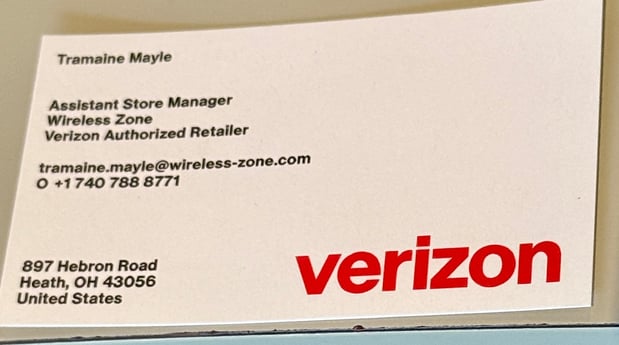 Tramaine Mayle
Assistant Store Manager
Wireless Zone
Verizon Authorized Retailer
tramaine.mayle@wireless-zone.com
O +1 740 788 8771
897 Hebron Road
Heath, OH 43056
United States
verizon